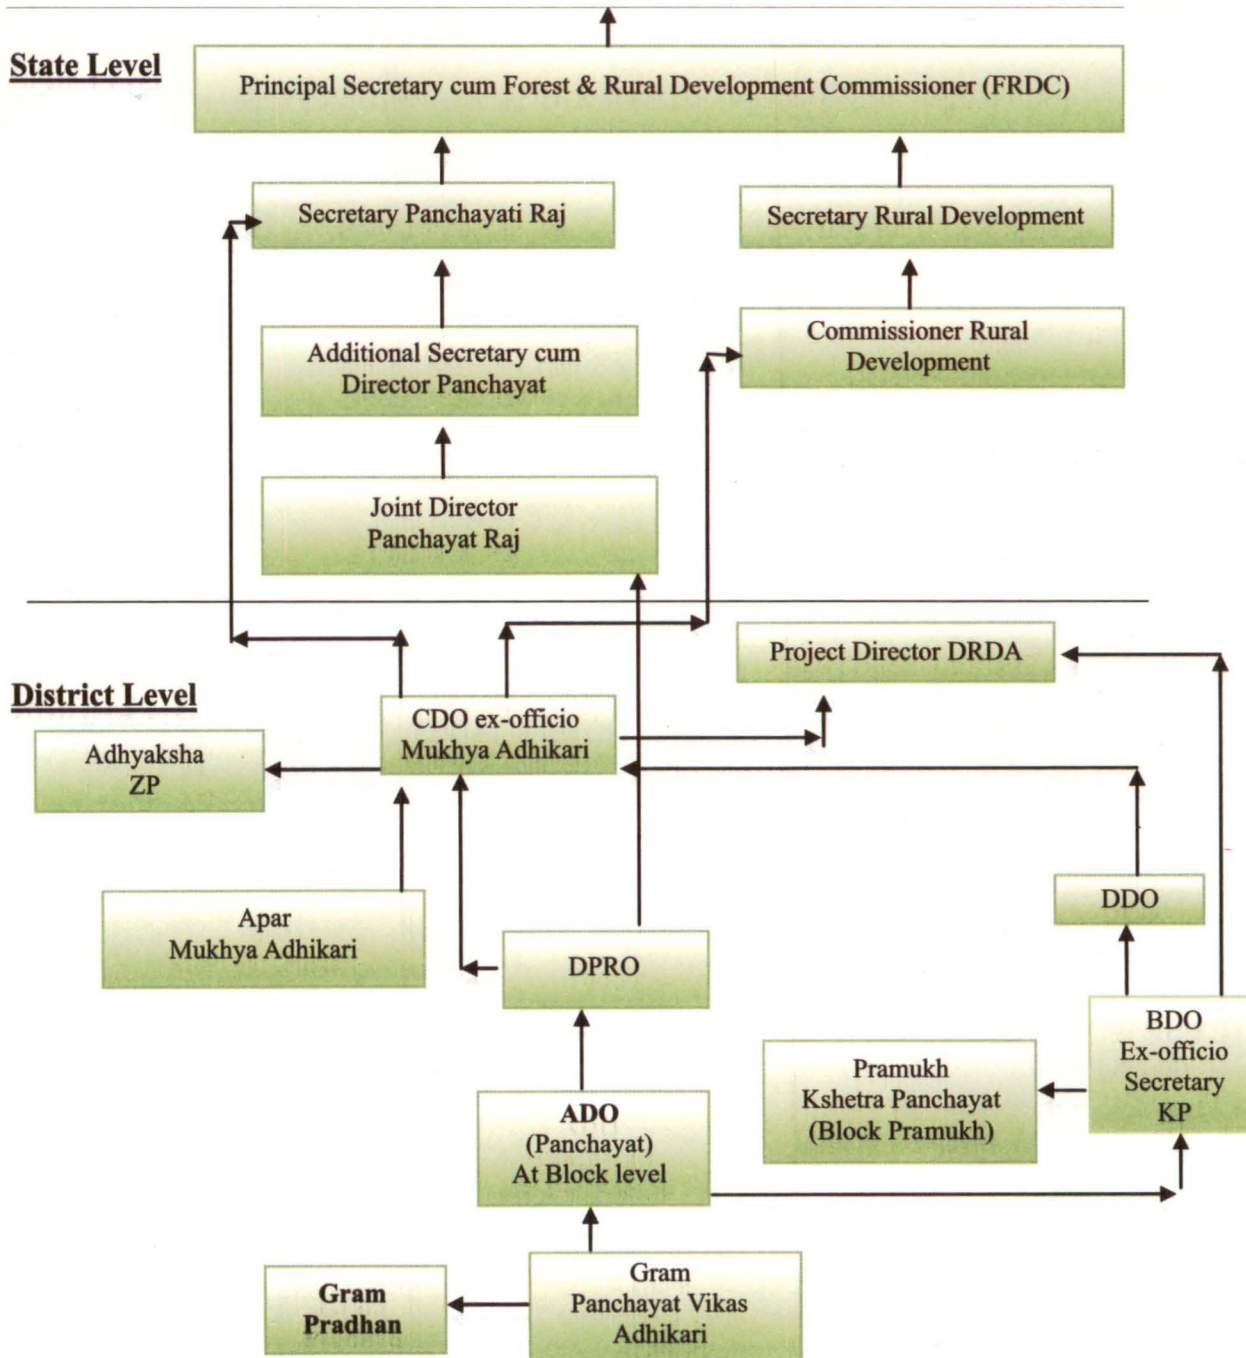 State Level
Principal Secretary cum Forest & Rural Development Commissioner (FRDC)
Secretary Panchayati Raj
Secretary Rural Development
Additional Secretary cum
Director Panchayat
Commissioner Rural
Development
Joint Director
Panchayat Raj
Project Director DRDA
District Level
CDO ex-officio
Mukhya Adhikari
Adhyaksha
ZP
Apar
Mukhya Adhikari
DDO
DPRO
BDO
Ex-officio
Secretary
KP
Pramukh
Kshetra Panchayat
(Block Pramukh)
ADO
(Panchayat)
At Block level
Gram
Pradhan
Gram
Panchayat Vikas
Adhikari